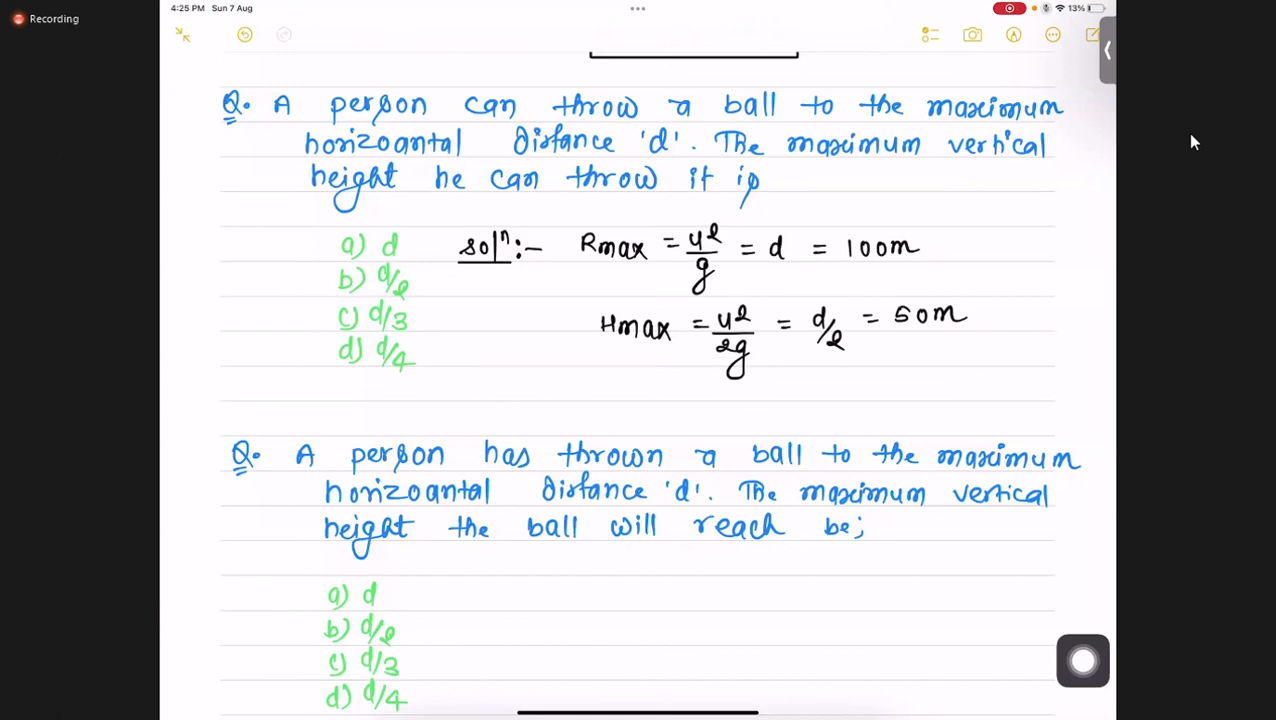 Recording
4:25 PM Sun 7 Aug
13%
Q. A person can throw a ball to the maximum
horizoantal distance 'd'. The maximum vertical
height he can throw it is
a) d
b) d/2
c) d/3
d) d/4
solⁿ:- Rmax = u²/g = d = 100m
Hmax = u²/2g = d/2 = 50m
Q. A person has thrown a ball to the maximum
horizoantal distance 'd'. The maximum vertical
height the ball will reach be;
a) d
b) d/2
c) d/3
d) d/4